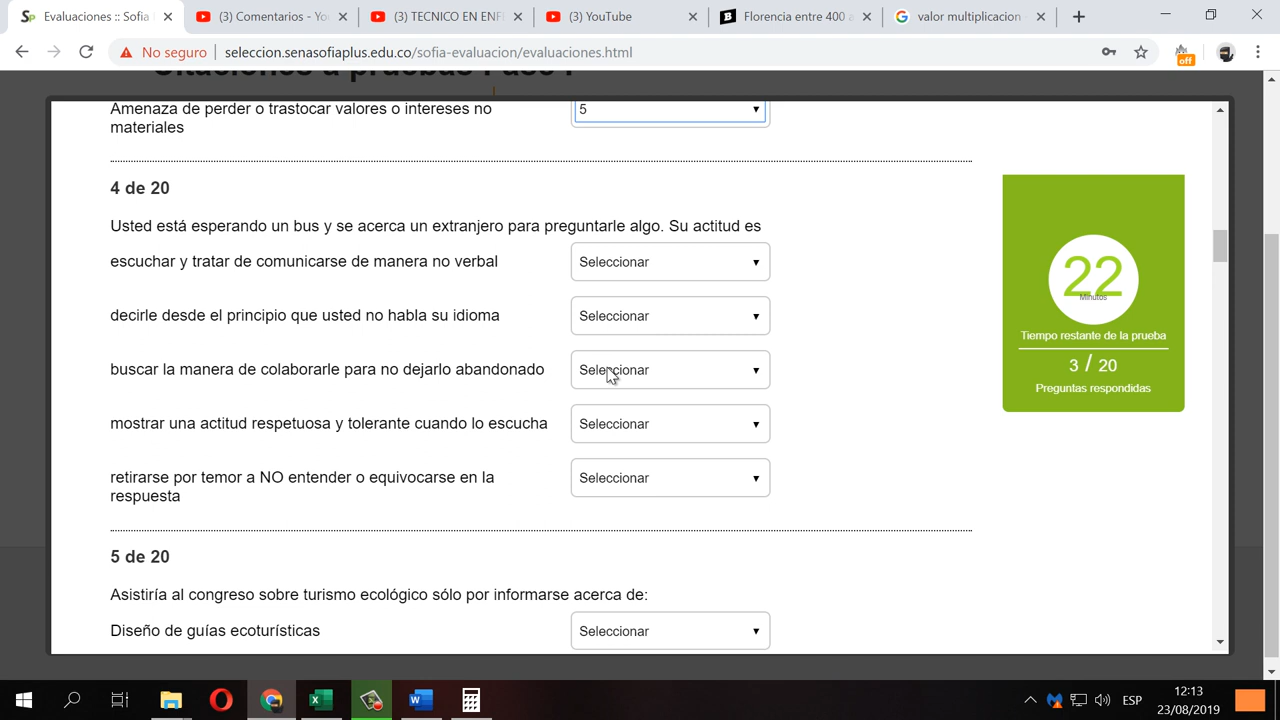 Evaluaciones :: Sofia
(3) Comentarios - Yo
(3) TECNICO EN ENF
(3) YouTube
Florencia entre 400 a
valor multiplicacion
No seguro
seleccion.senasofiaplus.edu.co/sofia-evaluacion/evaluaciones.html
off
Citaciones a pruebas Fase I
Amenaza de perder o trastocar valores o intereses no
materiales
5
4 de 20
Usted está esperando un bus y se acerca un extranjero para preguntarle algo. Su actitud es
escuchar y tratar de comunicarse de manera no verbal
Seleccionar
decirle desde el principio que usted no habla su idioma
Seleccionar
buscar la manera de colaborarle para no dejarlo abandonado
Seleccionar
mostrar una actitud respetuosa y tolerante cuando lo escucha
Seleccionar
retirarse por temor a NO entender o equivocarse en la
respuesta
Seleccionar
5 de 20
Asistiría al congreso sobre turismo ecológico sólo por informarse acerca de:
Diseño de guías ecoturísticas
Seleccionar
22
Minutos
Tiempo restante de la prueba
3 / 20
Preguntas respondidas
ESP
12:13
23/08/2019